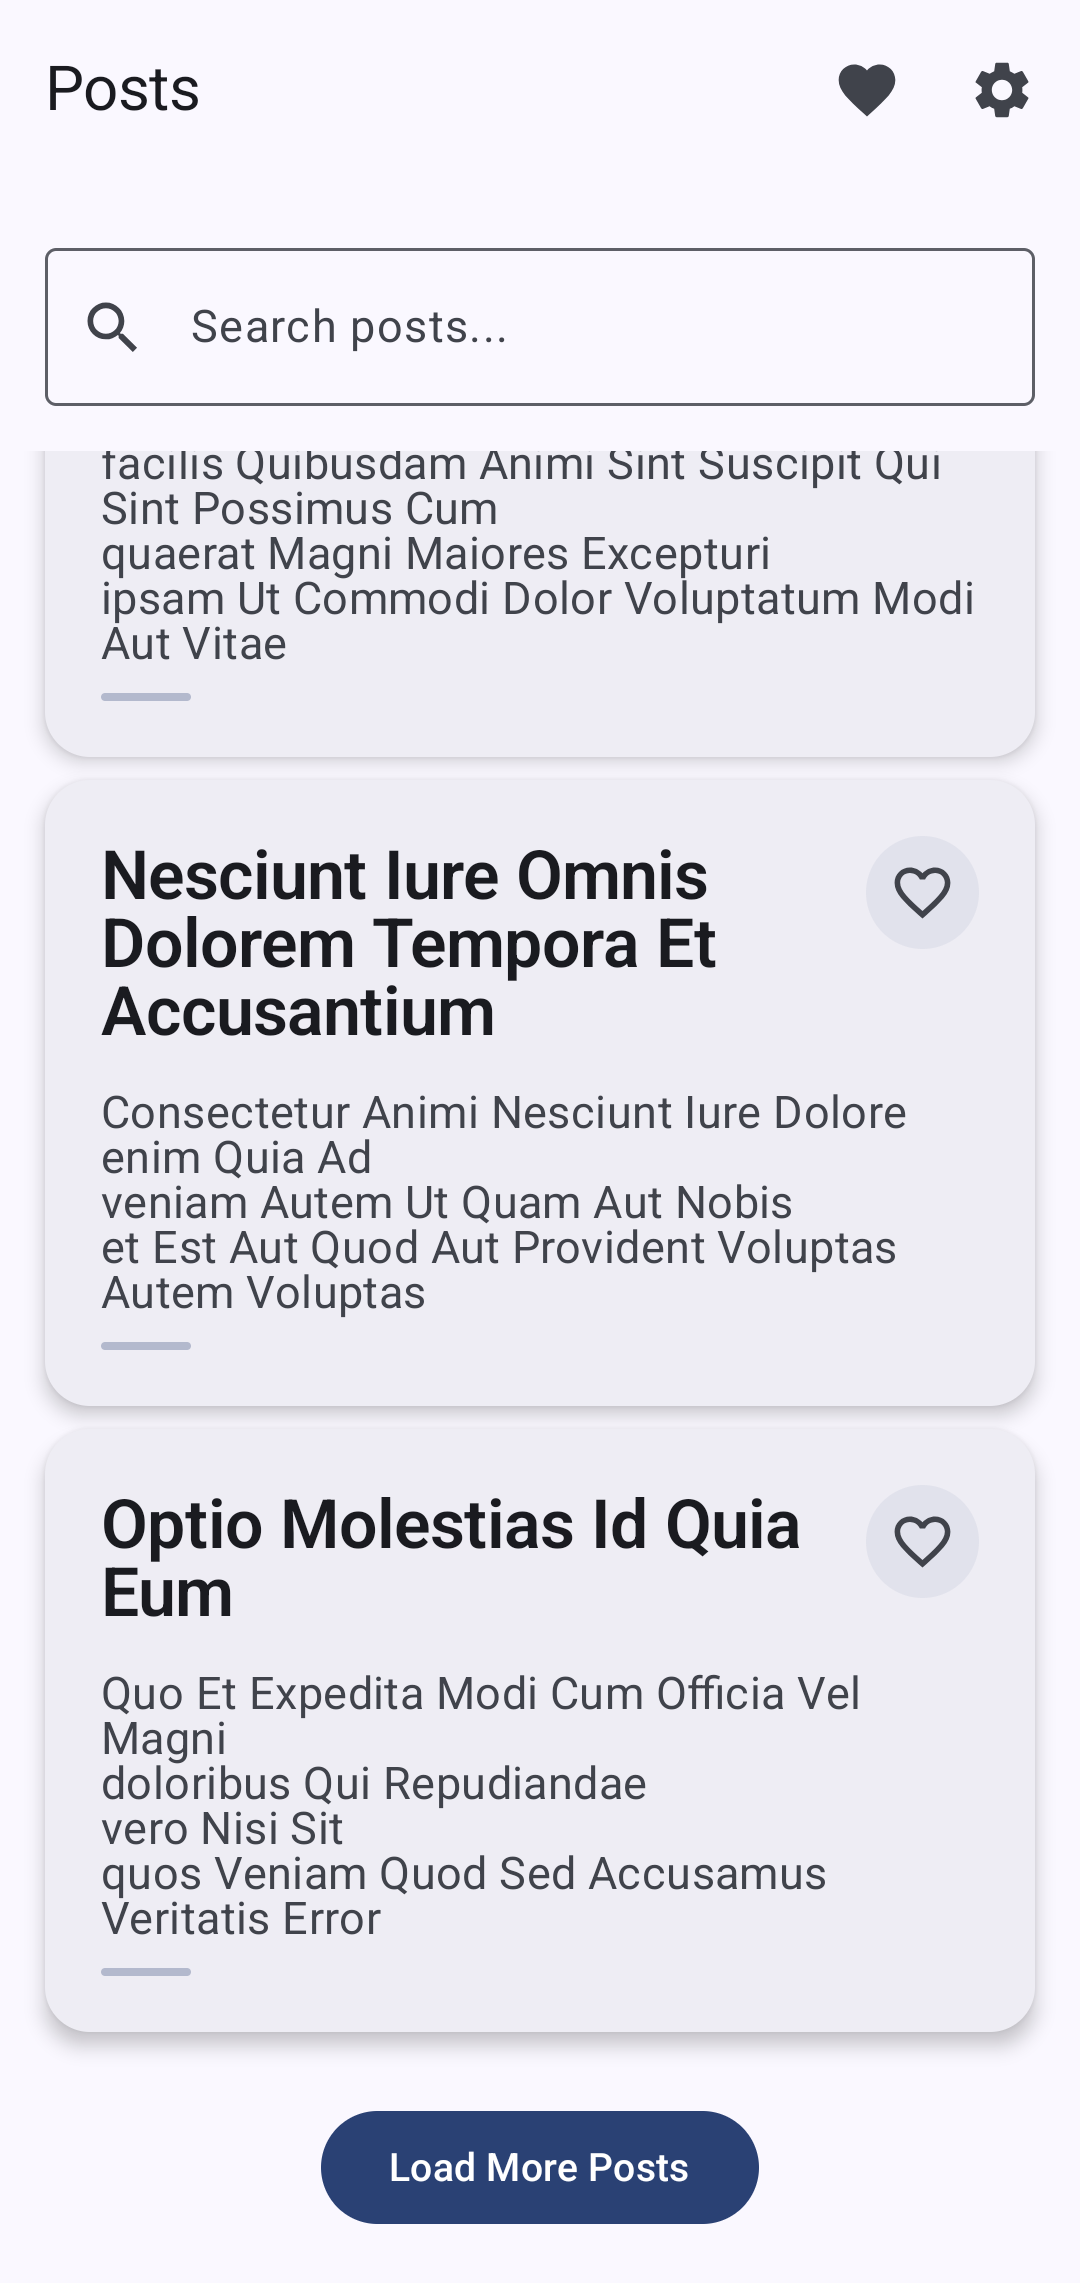 Posts
Search posts...
facilis Quibusdam Animi Sint Suscipit Qui
Sint Possimus Cum
quaerat Magni Maiores Excepturi
ipsam Ut Commodi Dolor Voluptatum Modi
Aut Vitae
Nesciunt Iure Omnis
Dolorem Tempora Et
Accusantium
Consectetur Animi Nesciunt Iure Dolore
enim Quia Ad
veniam Autem Ut Quam Aut Nobis
et Est Aut Quod Aut Provident Voluptas
Autem Voluptas
Optio Molestias Id Quia
Eum
Quo Et Expedita Modi Cum Officia Vel
Magni
doloribus Qui Repudiandae
vero Nisi Sit
quos Veniam Quod Sed Accusamus
Veritatis Error
Load More Posts